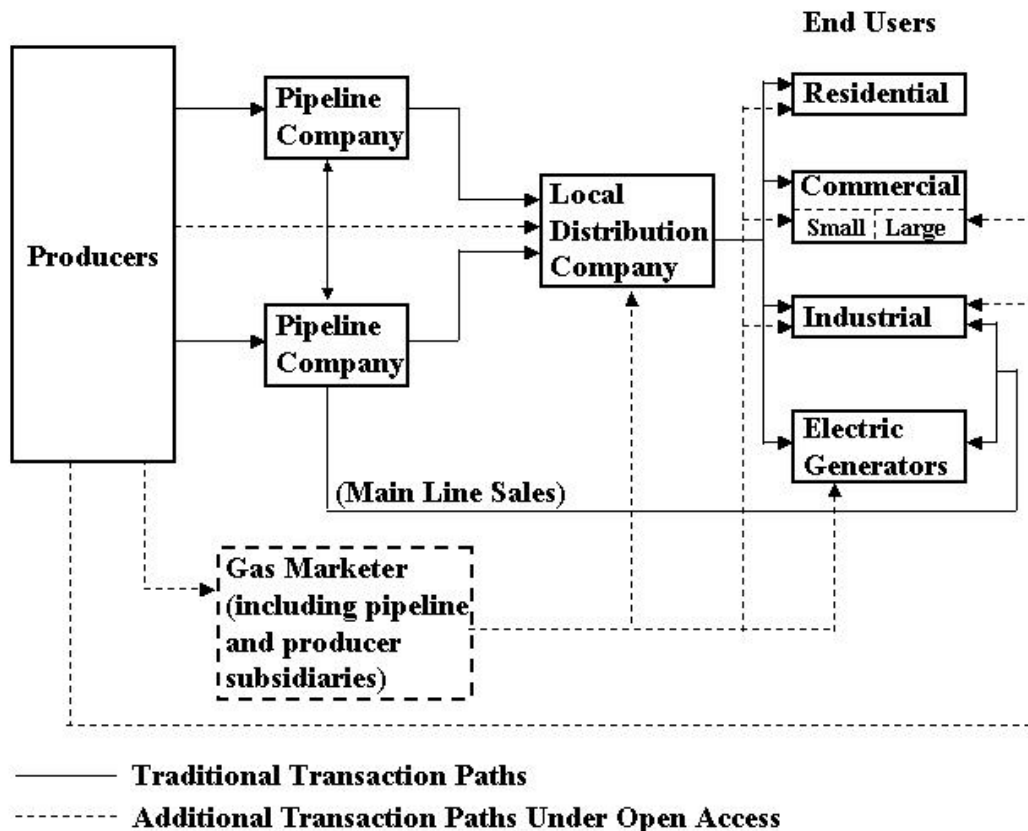 End Users
Producers
Pipeline
Company
Pipeline
Company
Local
Distribution
Company
Residential
Commercial
Small Large
Industrial
Electric
Generators
(Main Line Sales)
Gas Marketer
(including pipeline
and producer
subsidiaries)
Traditional Transaction Paths
Additional Transaction Paths Under Open Access